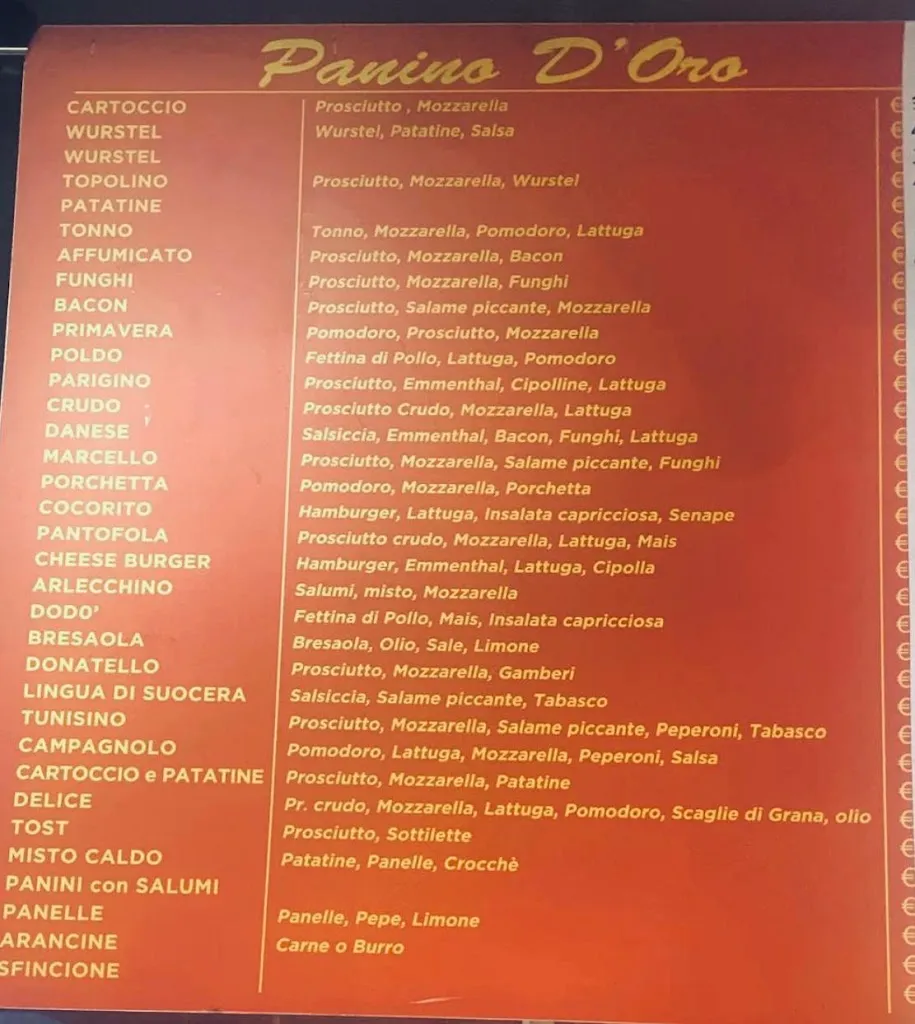 Panino D'Oro
CARTOCCIO Prosciutto , Mozzarella €
WURSTEL Wurstel, Patatine, Salsa €
WURSTEL €
TOPOLINO Prosciutto, Mozzarella, Wurstel €
PATATINE €
TONNO Tonno, Mozzarella, Pomodoro, Lattuga €
AFFUMICATO Prosciutto, Mozzarella, Bacon €
FUNGHI Prosciutto, Mozzarella, Funghi €
BACON Prosciutto, Salame piccante, Mozzarella €
PRIMAVERA Pomodoro, Prosciutto, Mozzarella €
POLDO Fettina di Pollo, Lattuga, Pomodoro €
PARIGINO Prosciutto, Emmenthal, Cipolline, Lattuga €
CRUDO Prosciutto Crudo, Mozzarella, Lattuga €
DANESE Salsiccia, Emmenthal, Bacon, Funghi, Lattuga €
MARCELLO Prosciutto, Mozzarella, Salame piccante, Funghi €
PORCHETTA Pomodoro, Mozzarella, Porchetta €
COCORITO Hamburger, Lattuga, Insalata capricciosa, Senape €
PANTOFOLA Prosciutto crudo, Mozzarella, Lattuga, Mais €
CHEESE BURGER Hamburger, Emmenthal, Lattuga, Cipolla €
ARLECCHINO Salumi, misto, Mozzarella €
DODO' Fettina di Pollo, Mais, Insalata capricciosa €
BRESAOLA Bresaola, Olio, Sale, Limone €
DONATELLO Prosciutto, Mozzarella, Gamberi €
LINGUA DI SUOCERA Salsiccia, Salame piccante, Tabasco €
TUNISINO Prosciutto, Mozzarella, Salame piccante, Peperoni, Tabasco €
CAMPAGNOLO Pomodoro, Lattuga, Mozzarella, Peperoni, Salsa €
CARTOCCIO e PATATINE Prosciutto, Mozzarella, Patatine €
DELICE Pr. crudo, Mozzarella, Lattuga, Pomodoro, Scaglie di Grana, olio €
TOST Prosciutto, Sottilette €
MISTO CALDO Patatine, Panelle, Crocchè €
PANINI con SALUMI €
PANELLE Panelle, Pepe, Limone €
ARANCINE Carne o Burro €
SFINCIONE €